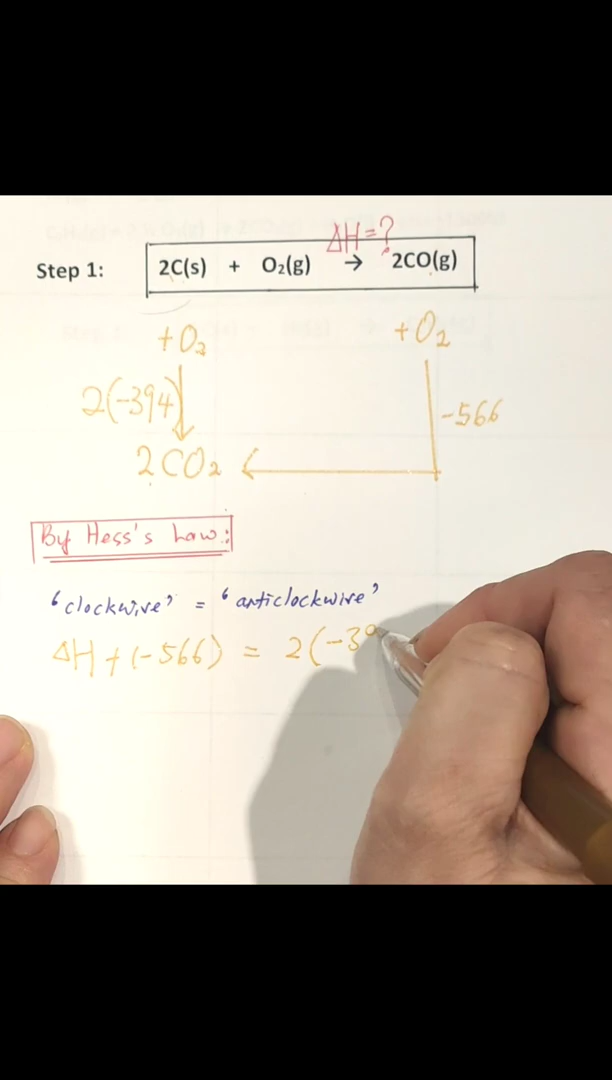 ΔH=?
Step 1: 2C(s) + O₂(g) → 2CO(g)
+O₂ +O₂
2(-394) -566
2CO₂
By Hess's Law:
'clockwise' = 'anticlockwise'
ΔH + (-566) = 2(-39